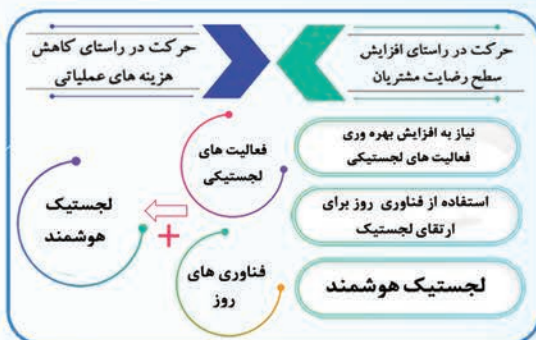 حرکت در راستای افزایش
سطح رضایت مشتریان
حرکت در راستای کاهش
هزینه های عملیاتی
نیاز به افزایش بهره وری
فعالیت های لجستیکی
استفاده از فناوری روز برای
ارتقای لجستیک
لجستیک هوشمند
فعالیت های
لجستیکی
+
فناوری های
روز
لجستیک
هوشمند